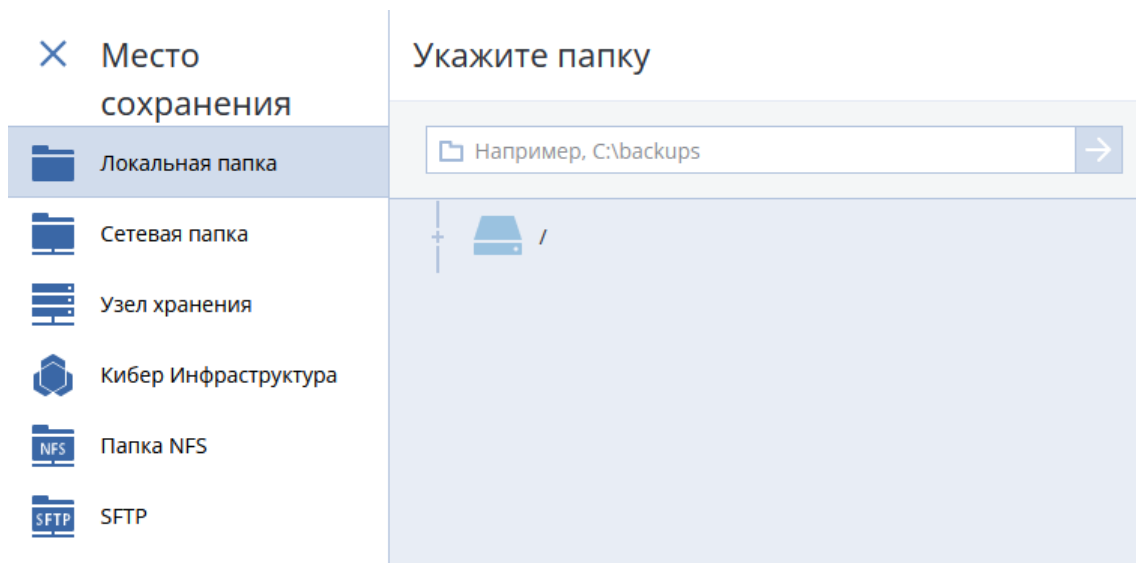 Место
сохранения
Локальная папка
Сетевая папка
Узел хранения
Кибер Инфраструктура
NFS
Папка NFS
SFTP
SFTP
Укажите папку
Например, C:\backups
/